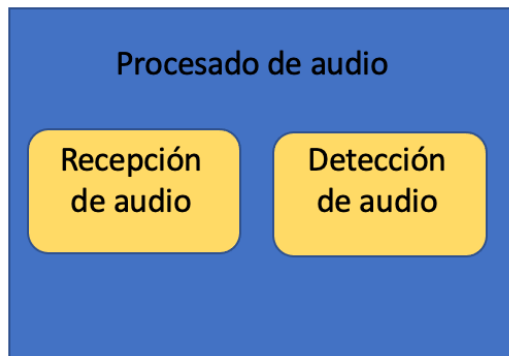 Procesado de audio
Recepción
de audio
Detección
de audio